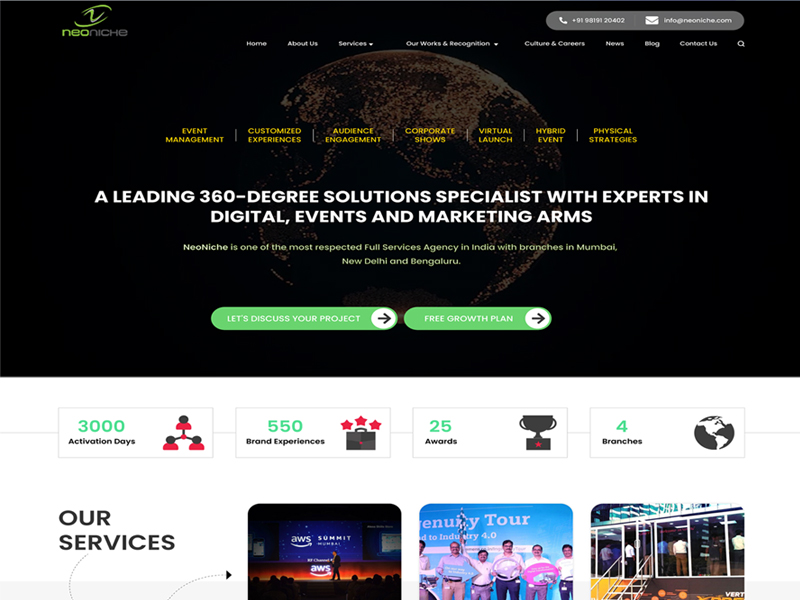 neoniche
+91 98191 20402
info@neoniche.com
Home
About Us
Services
Our Works & Recognition
Culture & Careers
News
Blog
Contact Us
EVENT
MANAGEMENT
CUSTOMIZED
EXPERIENCES
AUDIENCE
ENGAGEMENT
CORPORATE
SHOWS
VIRTUAL
LAUNCH
HYBRID
EVENT
PHYSICAL
STRATEGIES
A LEADING 360-DEGREE SOLUTIONS SPECIALIST WITH EXPERTS IN
DIGITAL, EVENTS AND MARKETING ARMS
NeoNiche is one of the most respected Full Services Agency in India with branches in Mumbai,
New Delhi and Bengaluru.
LET'S DISCUSS YOUR PROJECT
FREE GROWTH PLAN
3000
Activation Days
550
Brand Experiences
25
Awards
4
Branches
OUR
SERVICES
aws SUMMIT
MUMBAI
aws
enuity Tour
d to Industry 4.0
VERT